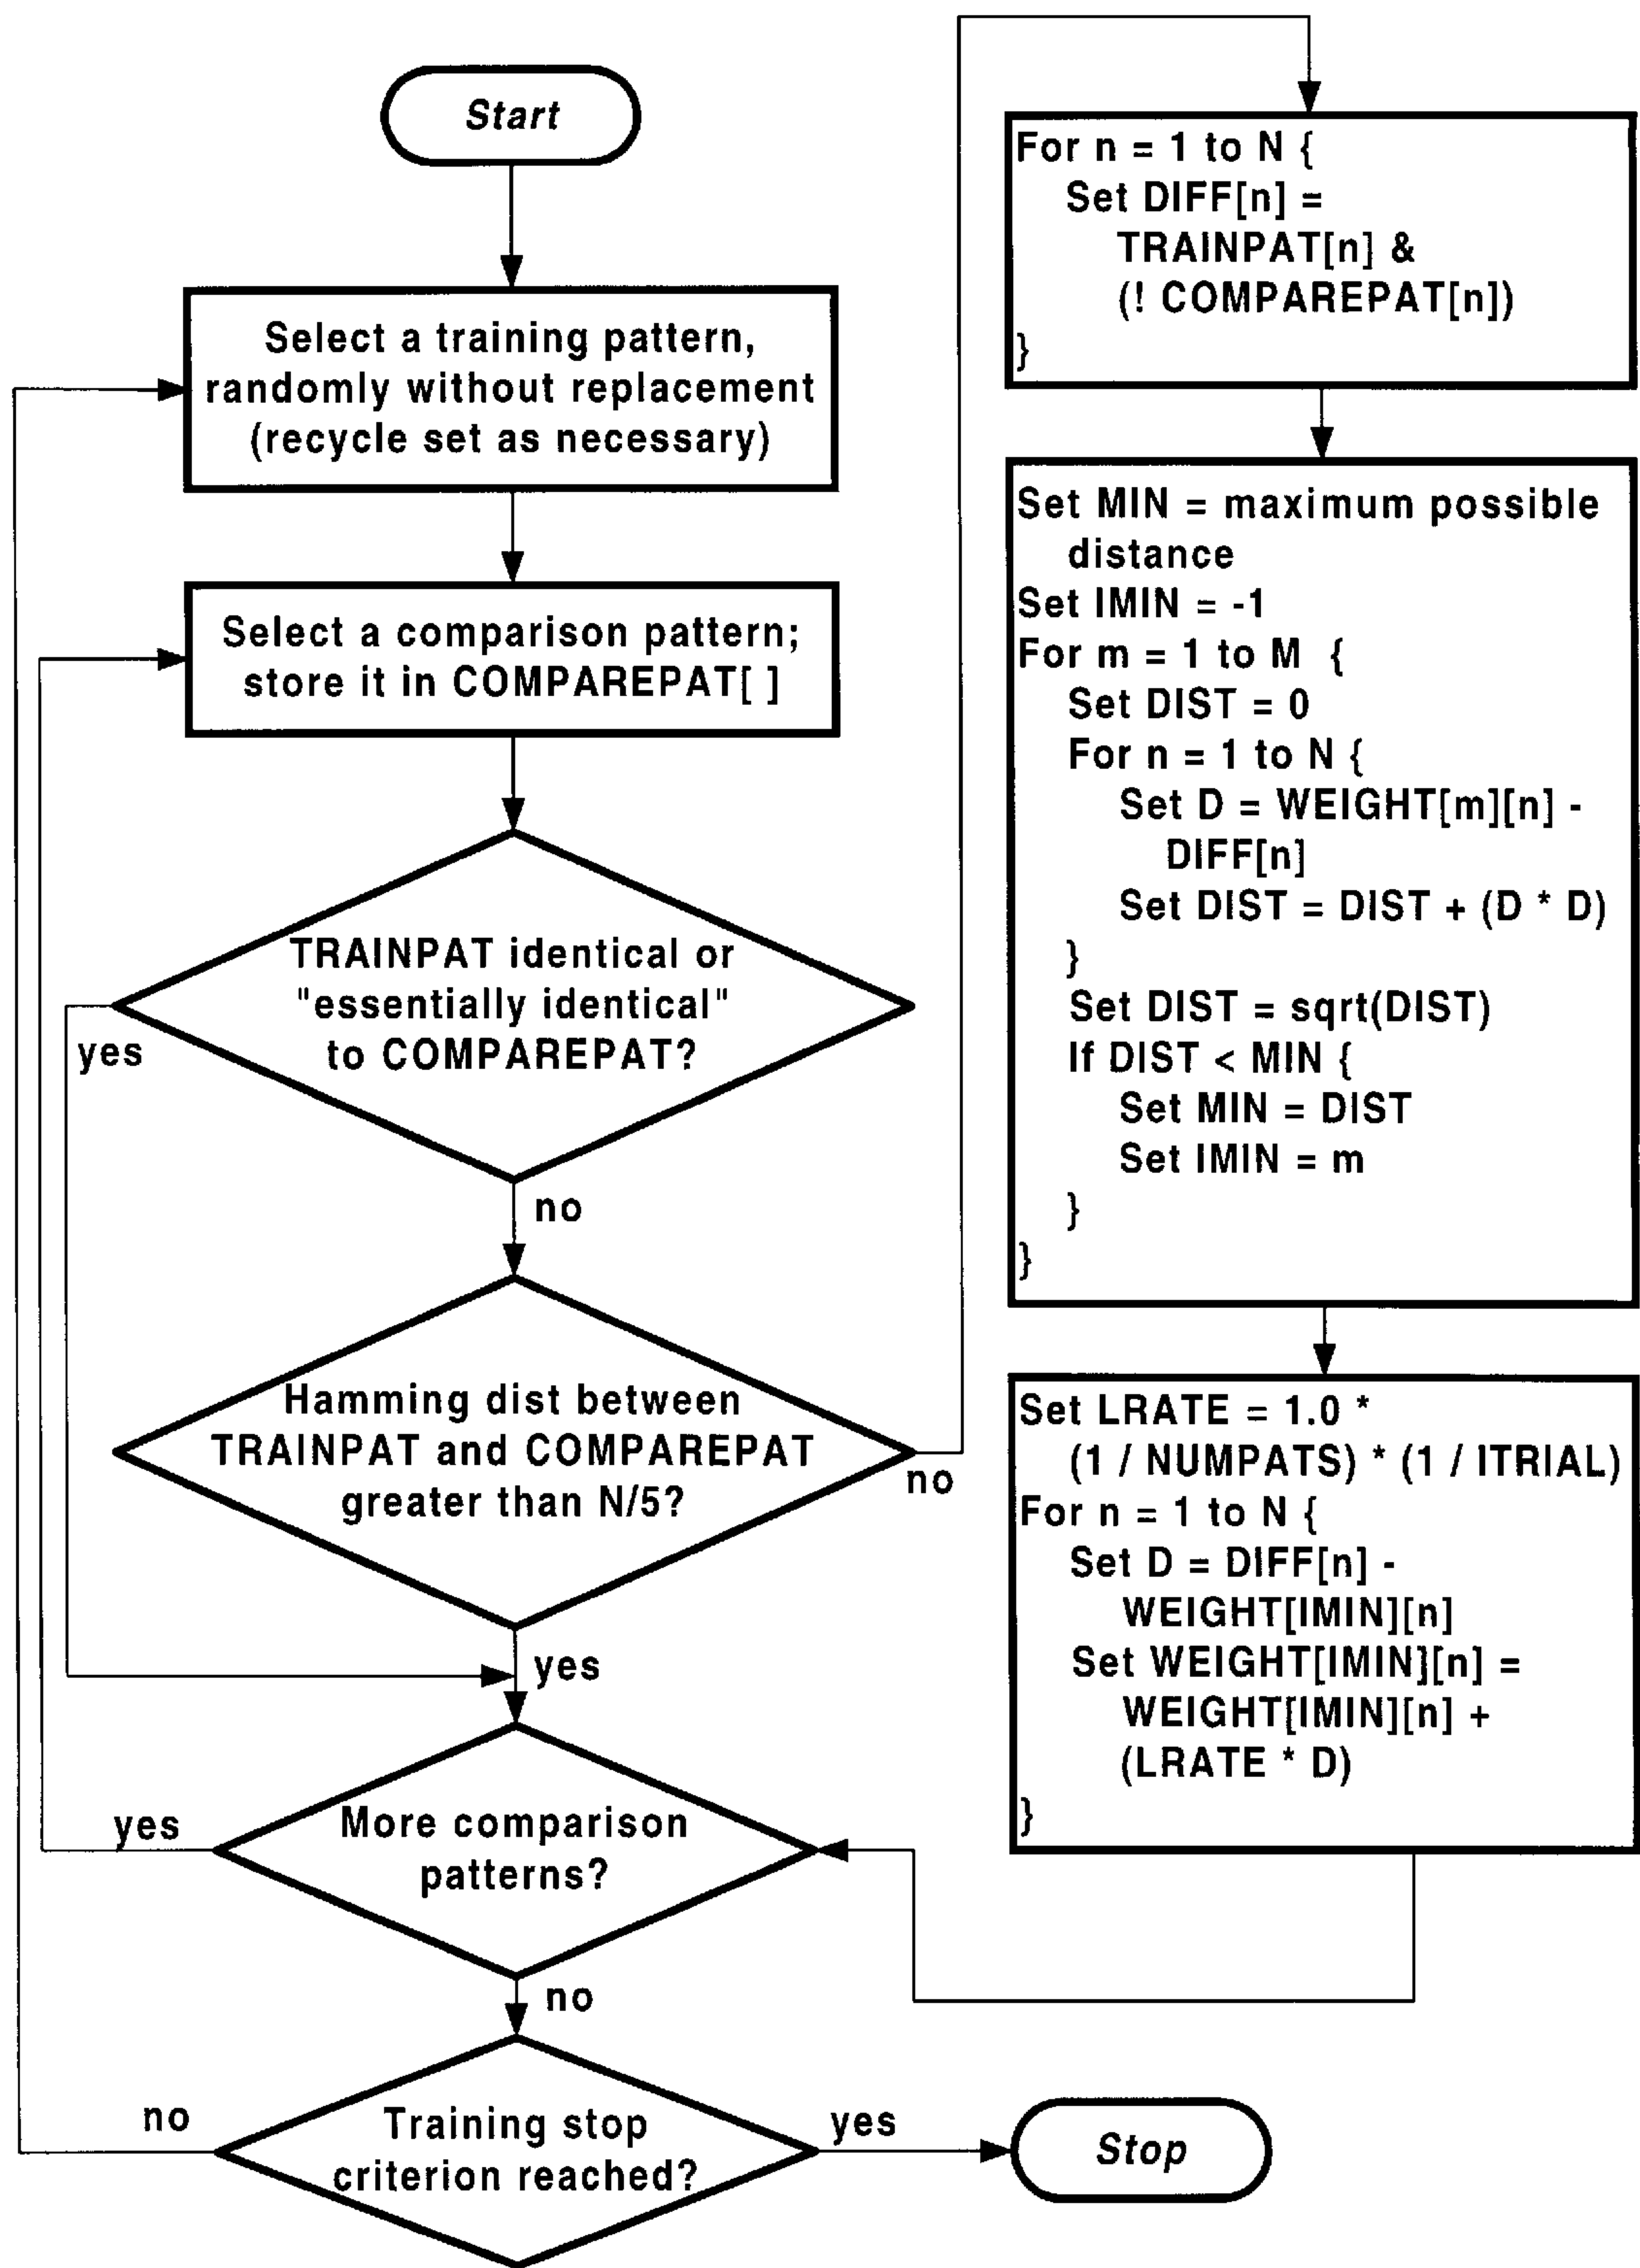 Start
Select a training pattern,
randomly without replacement
(recycle set as necessary)
Select a comparison pattern;
store it in COMPAREPAT[ ]
TRAINPAT identical or
"essentially identical"
to COMPAREPAT?
yes
no
Hamming dist between
TRAINPAT and COMPAREPAT
greater than N/5?
no
yes
More comparison
patterns?
yes
no
Training stop
criterion reached?
no
yes
Stop
For n = 1 to N {
Set DIFF[n] =
TRAINPAT[n] &
(! COMPAREPAT[n])
}
Set MIN = maximum possible
distance
Set IMIN = -1
For m = 1 to M {
Set DIST = 0
For n = 1 to N {
Set D = WEIGHT[m][n] -
DIFF[n]
Set DIST = DIST + (D * D)
}
Set DIST = sqrt(DIST)
If DIST < MIN {
Set MIN = DIST
Set IMIN = m
}
}
Set LRATE = 1.0 *
(1 / NUMPATS) * (1 / ITRIAL)
For n = 1 to N {
Set D = DIFF[n] -
WEIGHT[IMIN][n]
Set WEIGHT[IMIN][n] =
WEIGHT[IMIN][n] +
(LRATE * D)
}